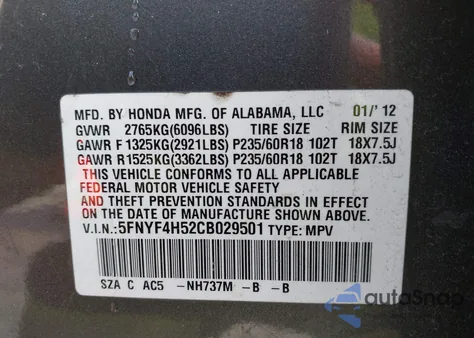 MFD. BY HONDA MFG. OF ALABAMA, LLC 01/'12
GVWR 2765KG(6096LBS) TIRE SIZE RIM SIZE
GAWR F 1325KG(2921LBS) P235/60R18 102T 18X7.5J
GAWR R1525KG(3362LBS) P235/60R18 102T 18X7.5J
THIS VEHICLE CONFORMS TO ALL APPLICABLE
FEDERAL MOTOR VEHICLE SAFETY
AND THEFT PREVENTION STANDARDS IN EFFECT
ON THE DATE OF MANUFACTURE SHOWN ABOVE.
V.I.N.: 5FNYF4H52CB029501 TYPE: MPV
SZA C AC5 -NH737M -B -B
autoSnap